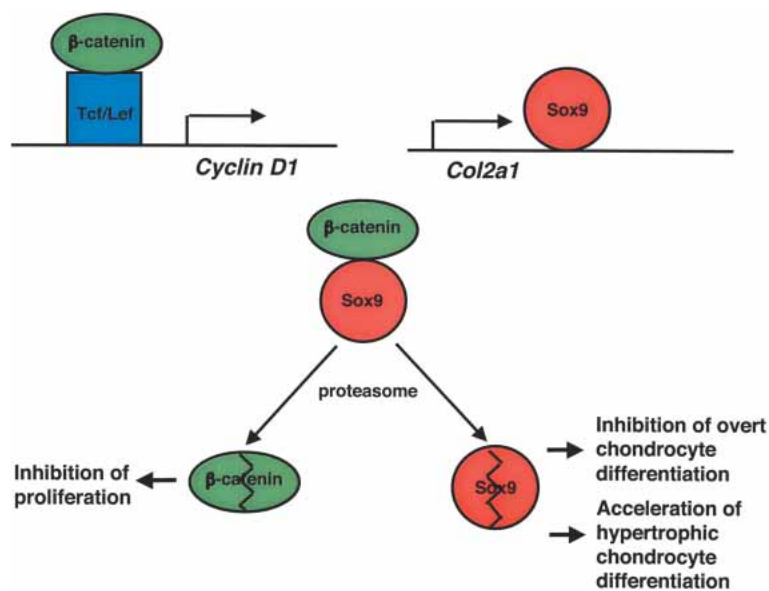 β-catenin
Tcf/Lef
Cyclin D1
Sox9
Col2a1
β-catenin
Sox9
proteasome
β-catenin
Inhibition of
proliferation
Sox9
Inhibition of overt
chondrocyte
differentiation
Acceleration of
hypertrophic
chondrocyte
differentiation